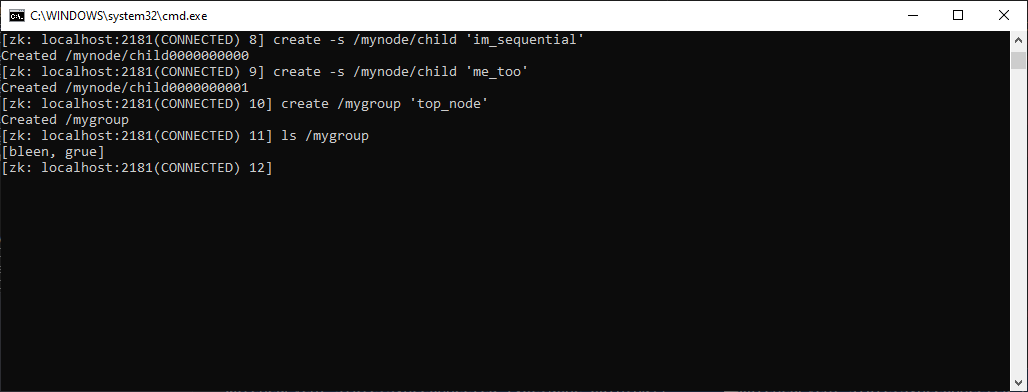 C:\WINDOWS\system32\cmd.exe
[zk: localhost:2181(CONNECTED) 8] create -s /mynode/child 'im_sequential'
Created /mynode/child0000000000
[zk: localhost:2181(CONNECTED) 9] create -s /mynode/child 'me_too'
Created /mynode/child0000000001
[zk: localhost:2181(CONNECTED) 10] create /mygroup 'top_node'
Created /mygroup
[zk: localhost:2181(CONNECTED) 11] ls /mygroup
[bleen, grue]
[zk: localhost:2181(CONNECTED) 12]